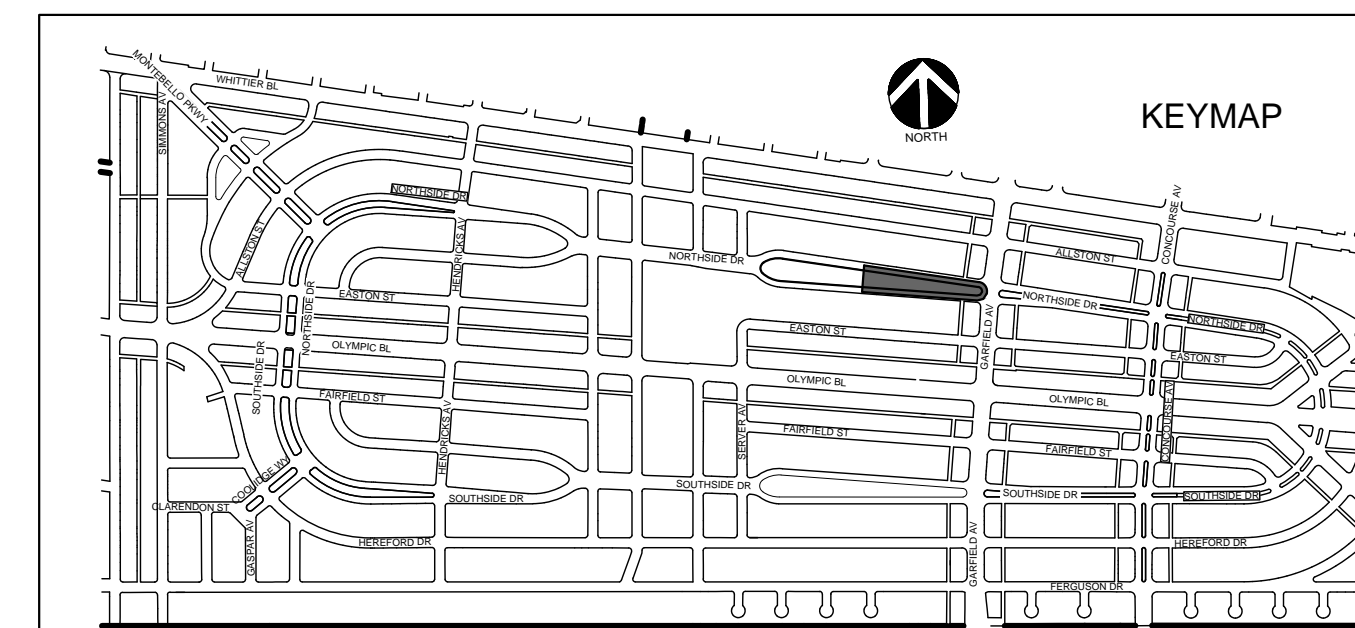 MONTEBELLO PKWY
WHITTIER BL
SIMMONS AV
NORTH
KEYMAP
CONCOURSE AV
NORTHSIDE DR
ALLSTON ST
HENDRICKS AV
NORTHSIDE DR
ALLSTON ST
EASTON ST
NORTHSIDE DR
NORTHSIDE DR
NORTHSIDE DR
EASTON ST
GARFIELD AV
EASTON ST
OLYMPIC BL
SOUTHSIDE DR
OLYMPIC BL
OLYMPIC BL
FAIRFIELD ST
CONCOURSE AV
HENDRICKS AV
SERVER AV
FAIRFIELD ST
FAIRFIELD ST
COOLIDGE WY
SOUTHSIDE DR
SOUTHSIDE DR
SOUTHSIDE DR
SOUTHSIDE DR
CLARENDON ST
GASPAR AV
HEREFORD DR
HEREFORD DR
GARFIELD AV
FERGUSON DR